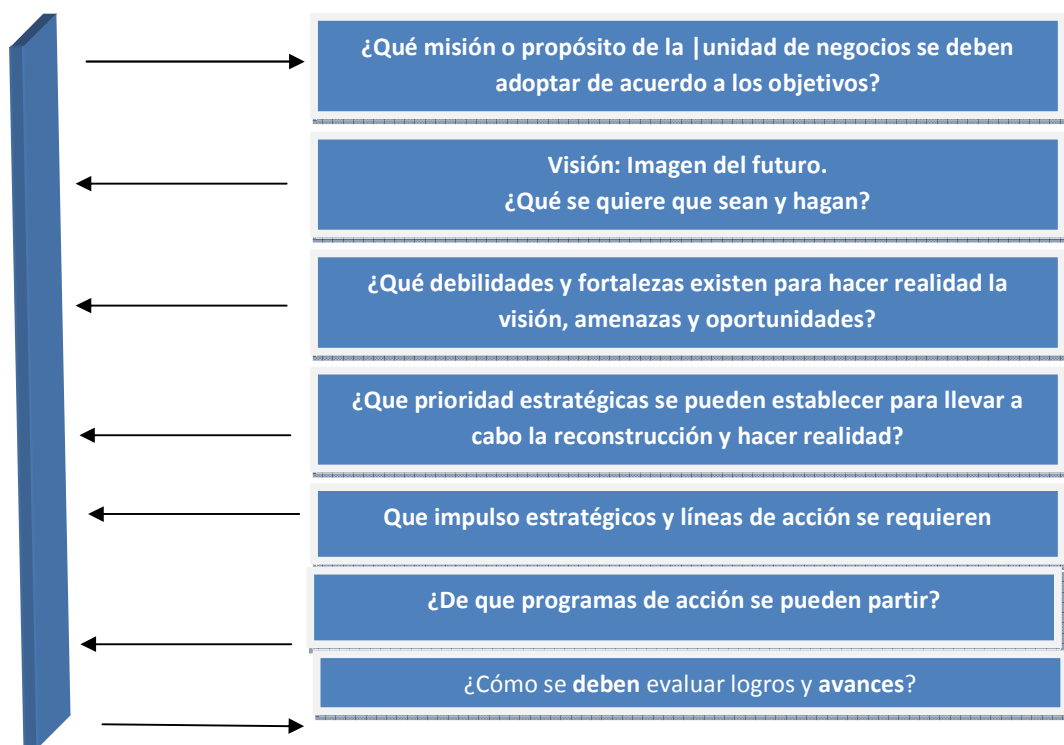 ¿Qué misión o propósito de la |unidad de negocios se deben
adoptar de acuerdo a los objetivos?
Visión: Imagen del futuro.
¿Qué se quiere que sean y hagan?
¿Qué debilidades y fortalezas existen para hacer realidad la
visión, amenazas y oportunidades?
¿Que prioridad estratégicas se pueden establecer para llevar a
cabo la reconstrucción y hacer realidad?
Que impulso estratégicos y líneas de acción se requieren
¿De que programas de acción se pueden partir?
¿Cómo se deben evaluar logros y avances?